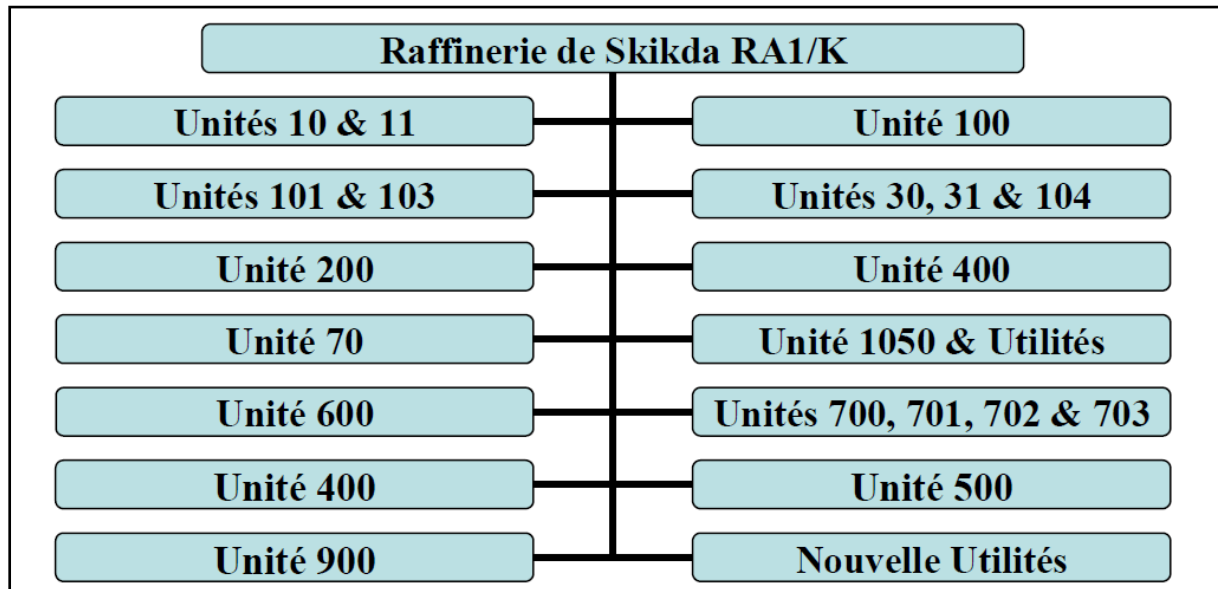 Raffinerie de Skikda RA1/K
Unités 10 & 11
Unité 100
Unités 101 & 103
Unités 30, 31 & 104
Unité 200
Unité 400
Unité 70
Unité 1050 & Utilités
Unité 600
Unités 700, 701, 702 & 703
Unité 400
Unité 500
Unité 900
Nouvelle Utilités